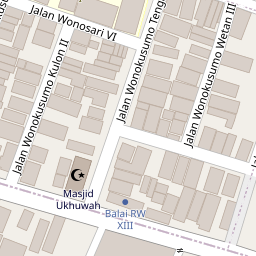 Jalan Wonosari VI
Jalan Wonokusumo Kulon II
Jalan Wonokusumo Teng
Jalan Wonokusumo Wetan III
Masjid
Ukhuwah
Balai RW
XIII